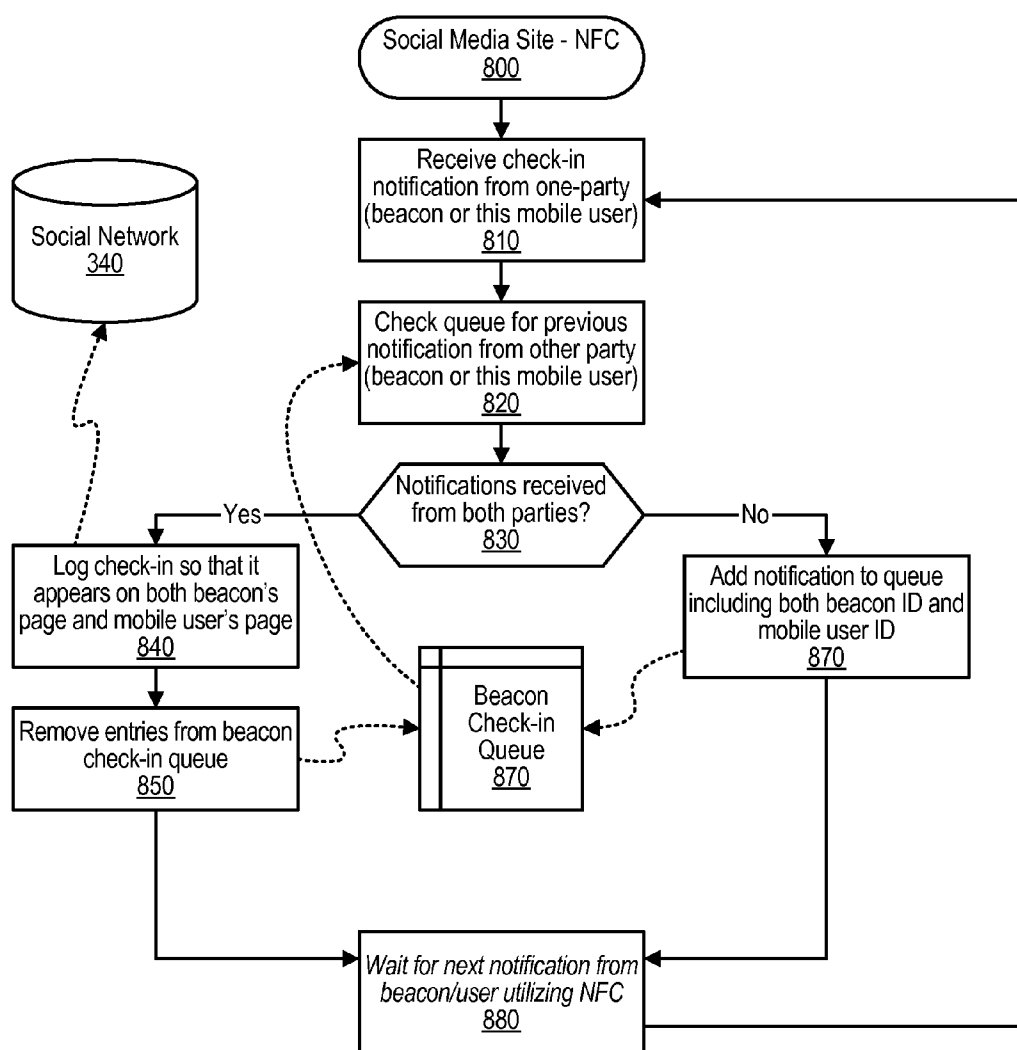 Social Media Site - NFC
800
Receive check-in
notification from one-party
(beacon or this mobile user)
810
Social Network
340
Check queue for previous
notification from other party
(beacon or this mobile user)
820
Notifications received
from both parties?
830
Yes
No
Log check-in so that it
appears on both beacon's
page and mobile user's page
840
Add notification to queue
including both beacon ID and
mobile user ID
870
Remove entries from beacon
check-in queue
850
Beacon
Check-in
Queue
870
Wait for next notification from
beacon/user utilizing NFC
880